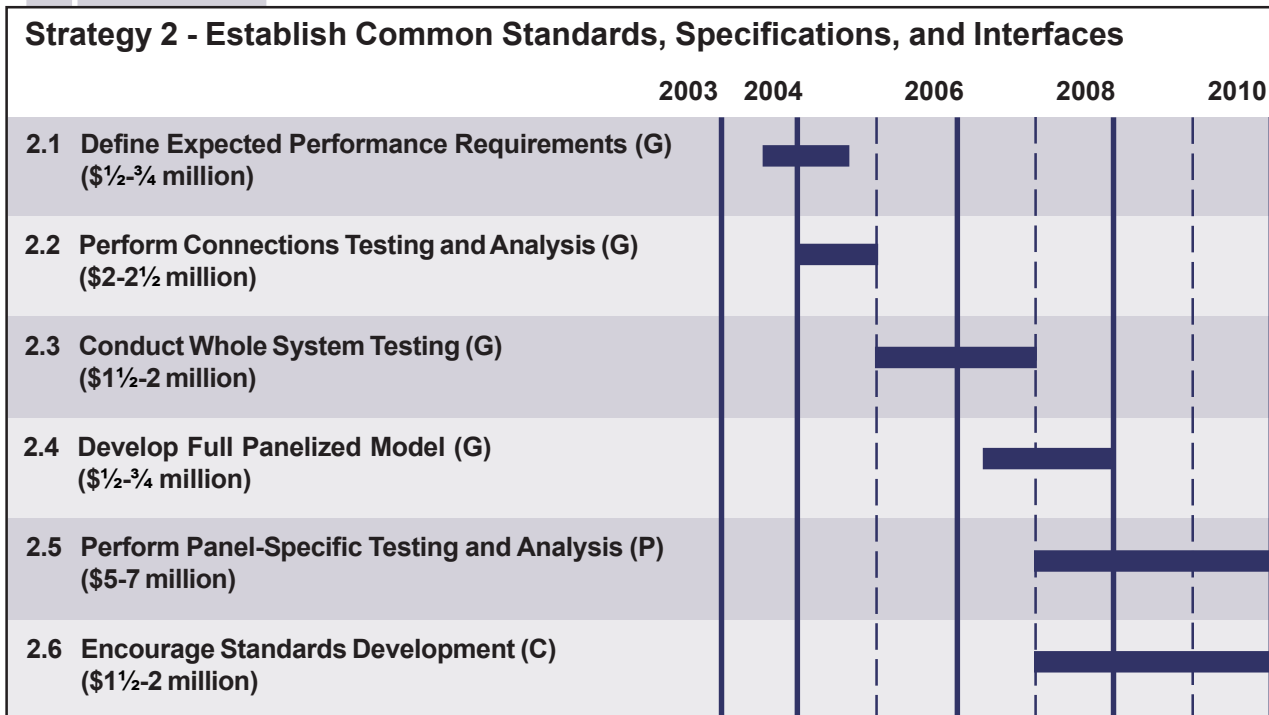 Strategy 2 - Establish Common Standards, Specifications, and Interfaces
2003 2004 2006 2008 2010
2.1 Define Expected Performance Requirements (G)
($½-¾ million)
2.2 Perform Connections Testing and Analysis (G)
($2-2½ million)
2.3 Conduct Whole System Testing (G)
($1½-2 million)
2.4 Develop Full Panelized Model (G)
($½-¾ million)
2.5 Perform Panel-Specific Testing and Analysis (P)
($5-7 million)
2.6 Encourage Standards Development (C)
($1½-2 million)